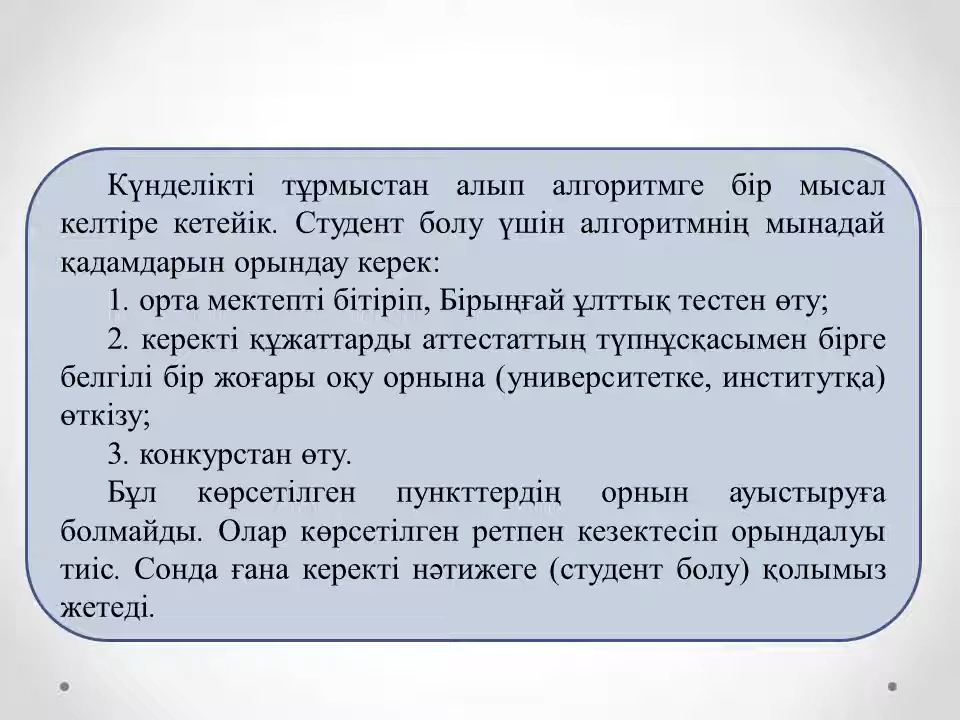 Күнделікті тұрмыстан алып алгоритмге бір мысал
келтіре кетейік. Студент болу үшін алгоритмнің мынадай
қадамдарын орындау керек:
1. орта мектепті бітіріп, Бірыңғай ұлттық тестен өту;
2. керекті құжаттарды аттестаттың түпнұсқасымен бірге
белгілі бір жоғары оқу орнына (университетке, институтқа)
өткізу;
3. конкурстан өту.
Бұл көрсетілген пункттердің орнын ауыстыруға
болмайды. Олар көрсетілген ретпен кезектесіп орындалуы
тиіс. Сонда ғана керекті нәтижеге (студент болу) қолымыз
жетеді.